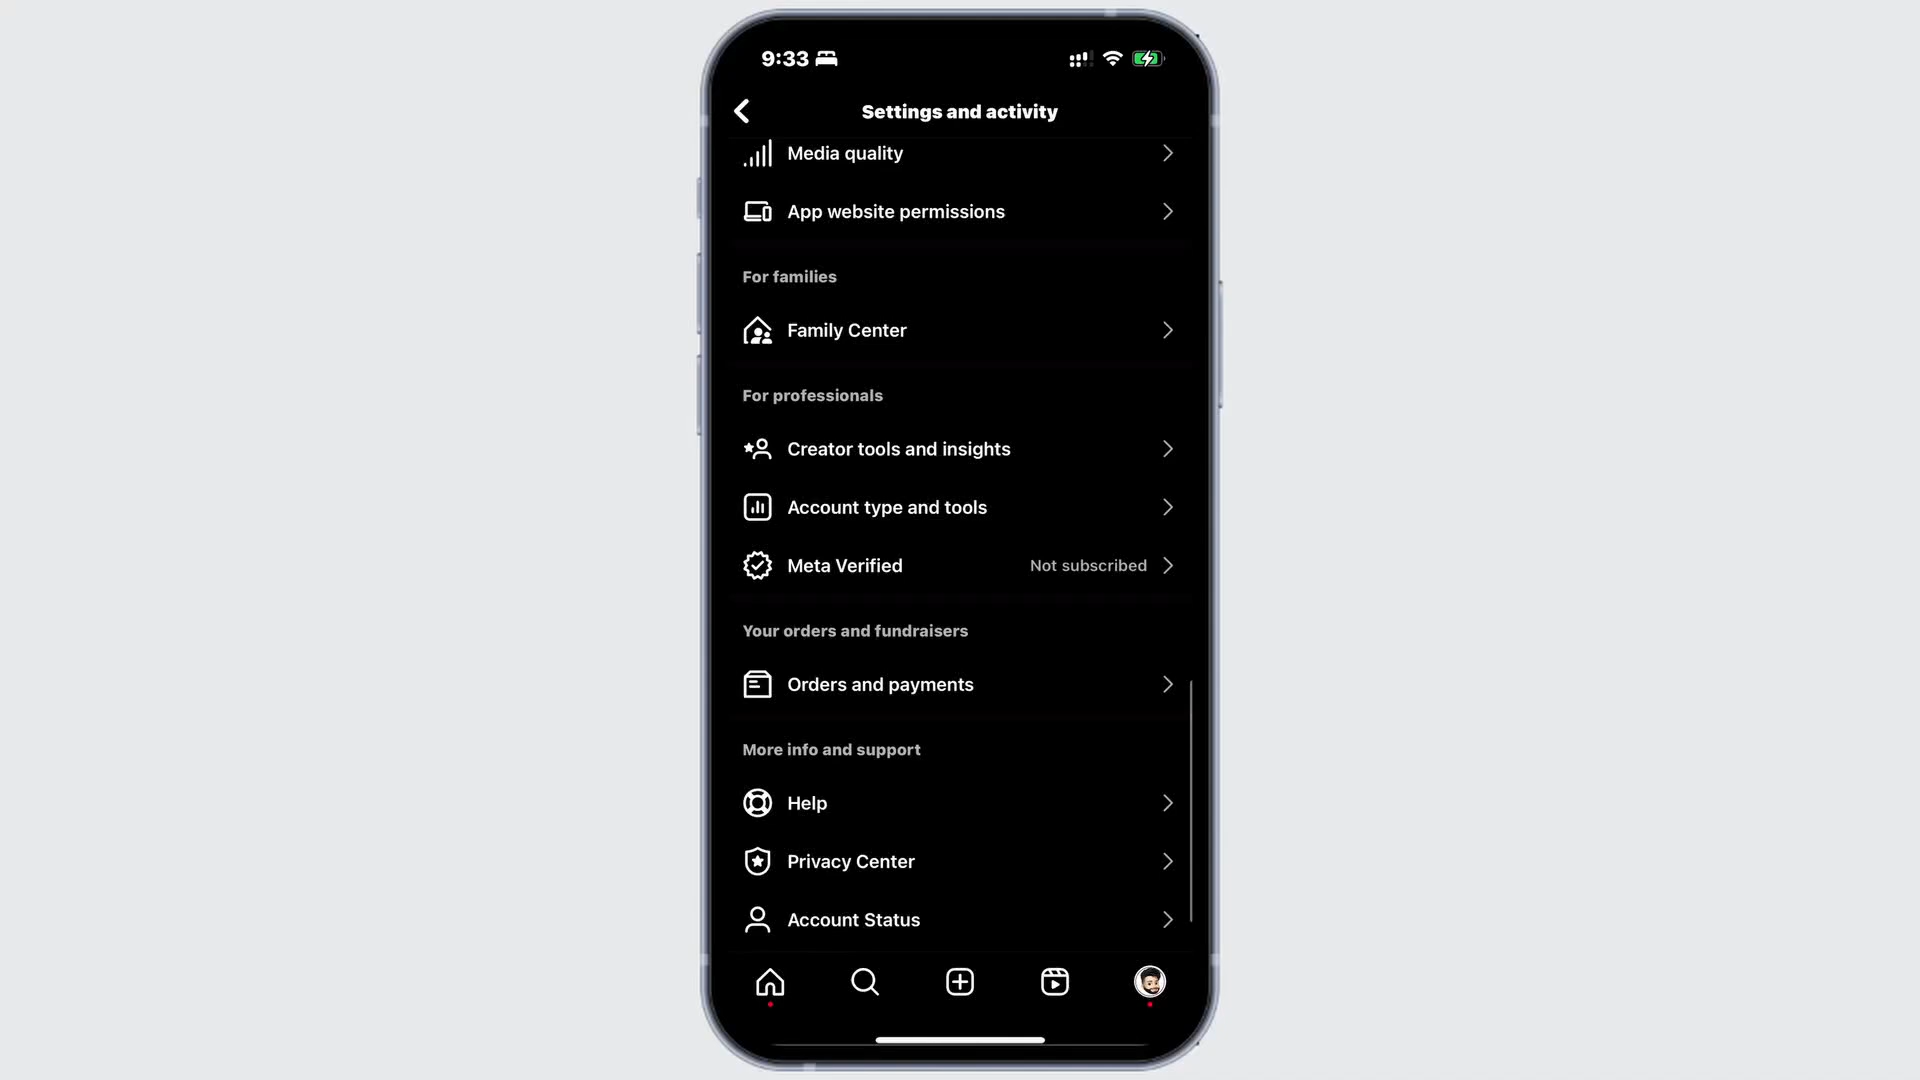 9:33
Settings and activity
Media quality
App website permissions
For families
Family Center
For professionals
Creator tools and insights
Account type and tools
Meta Verified Not subscribed
Your orders and fundraisers
Orders and payments
More info and support
Help
Privacy Center
Account Status